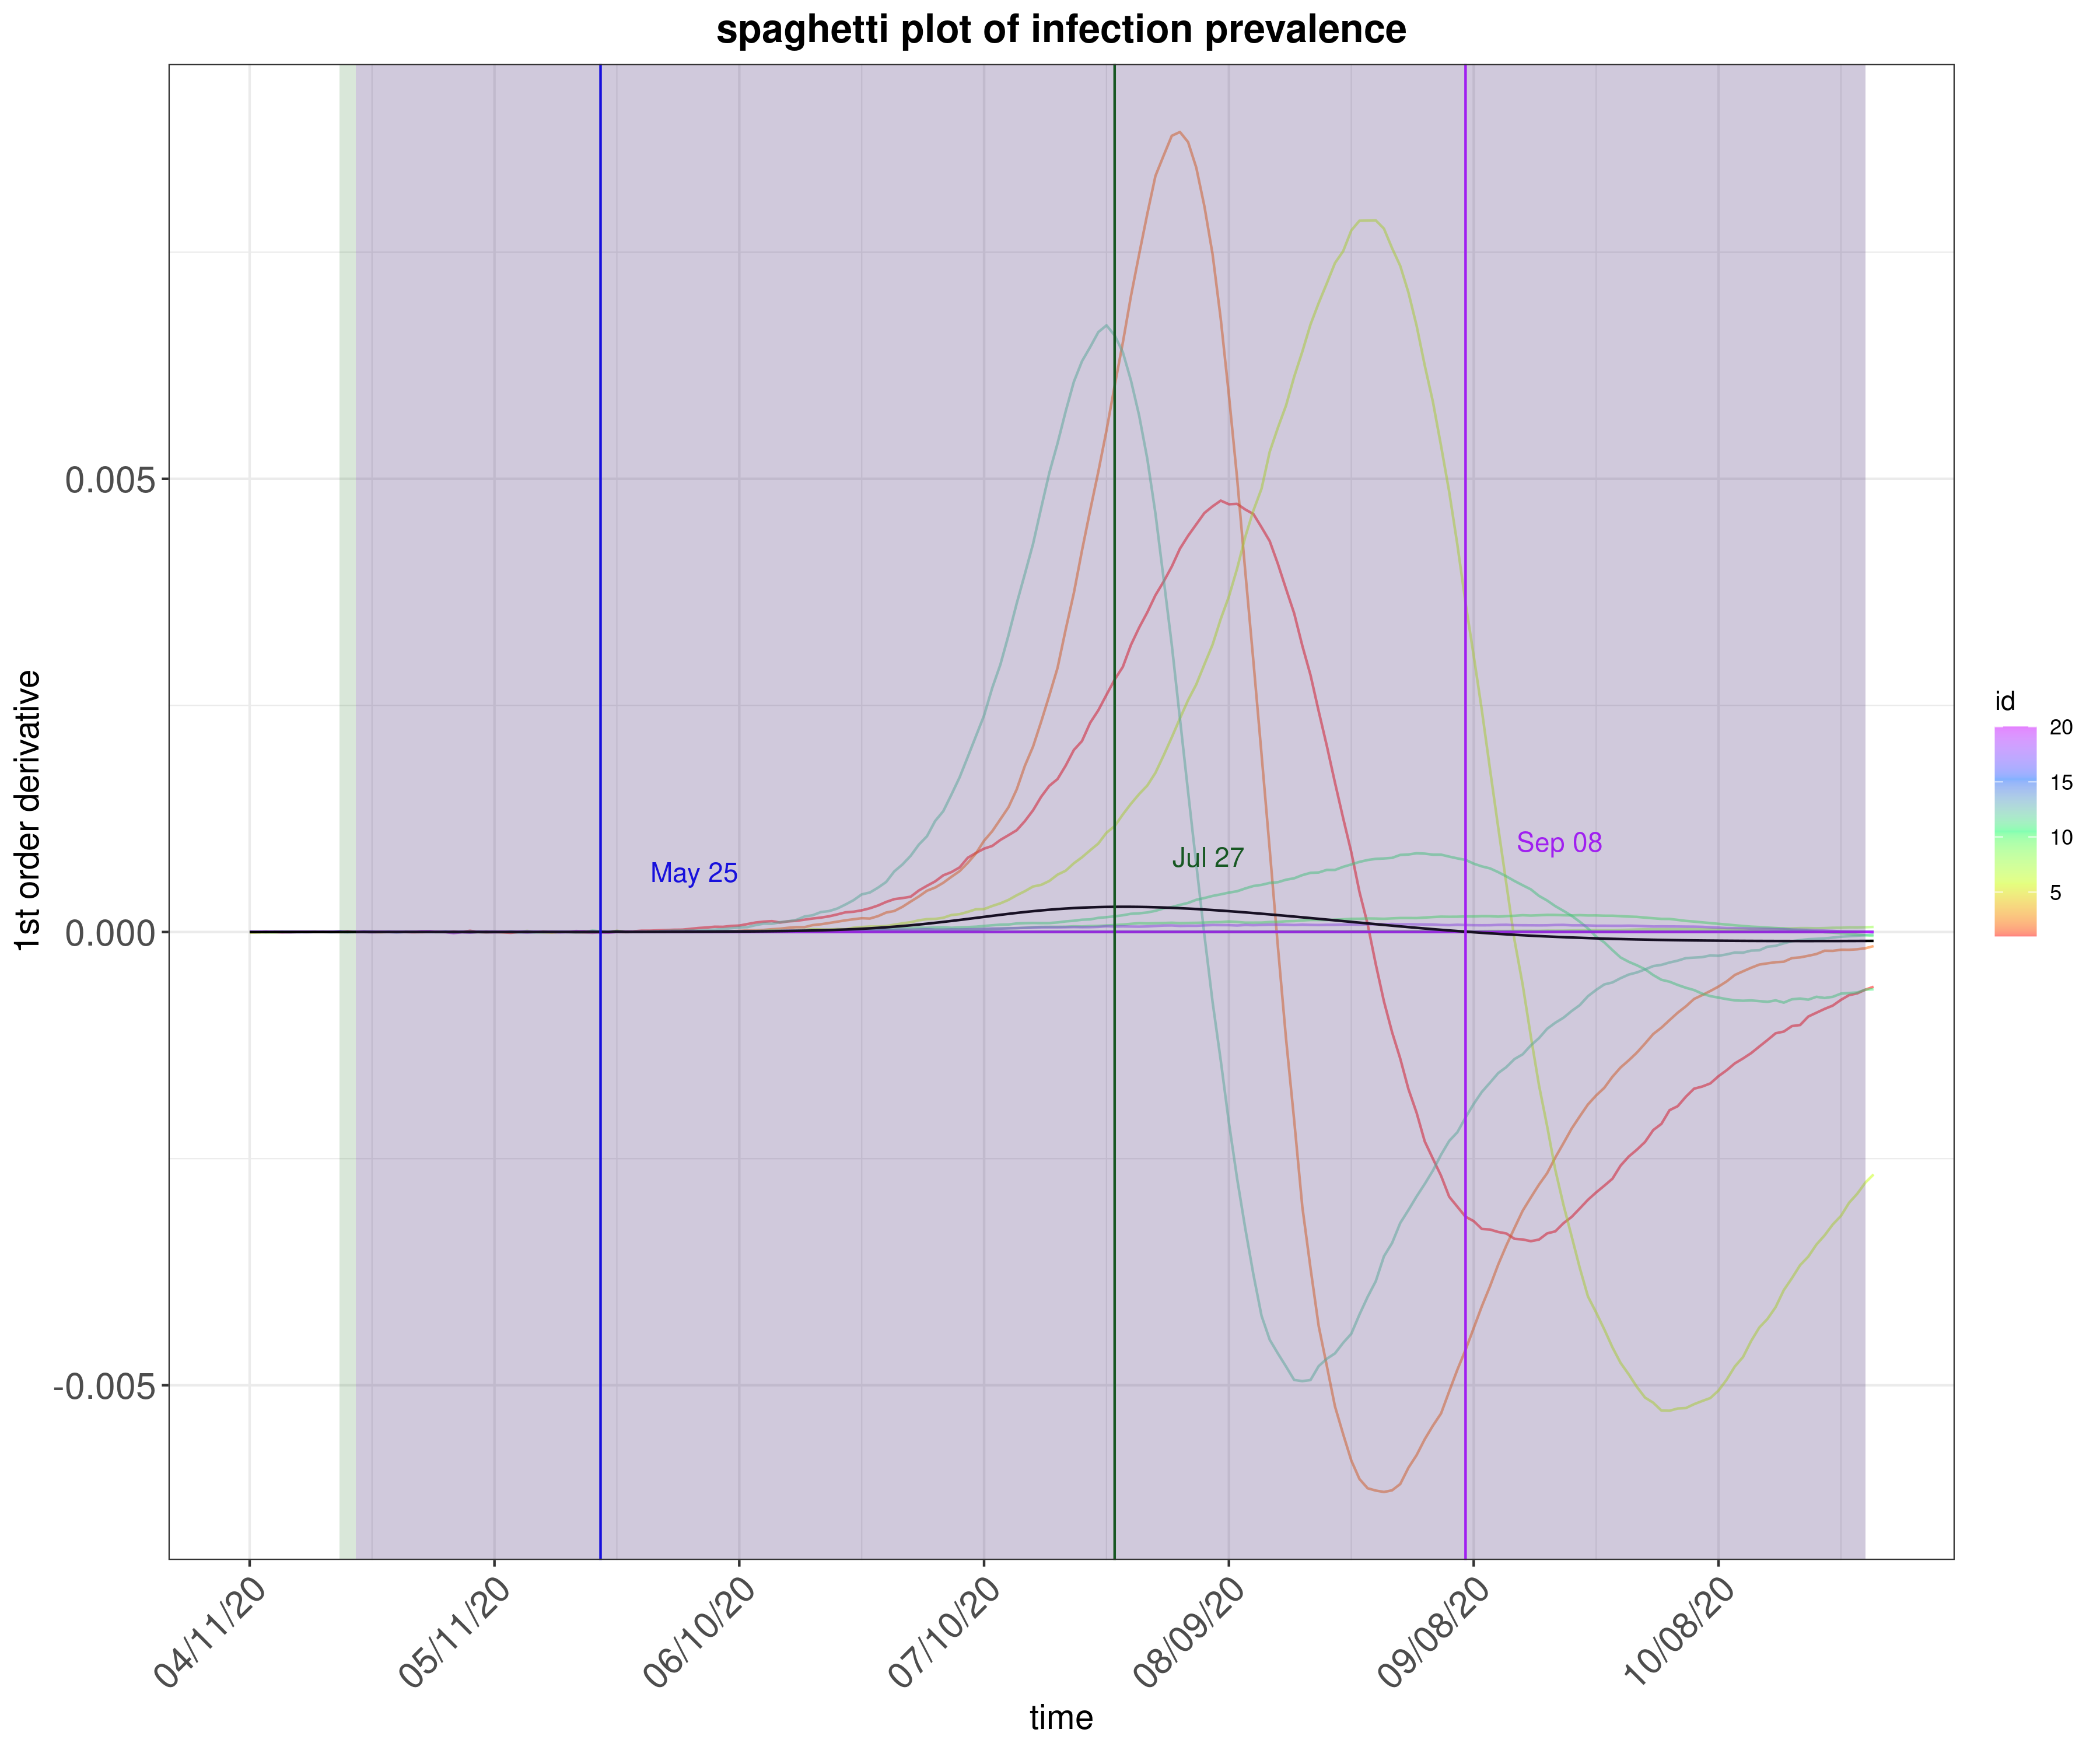 spaghetti plot of infection prevalence
1st order derivative
0.005
0.000
-0.005
May 25
Jul 27
Sep 08
04/11/20
05/11/20
06/10/20
07/10/20
08/09/20
09/08/20
10/08/20
time
id
20
15
10
5